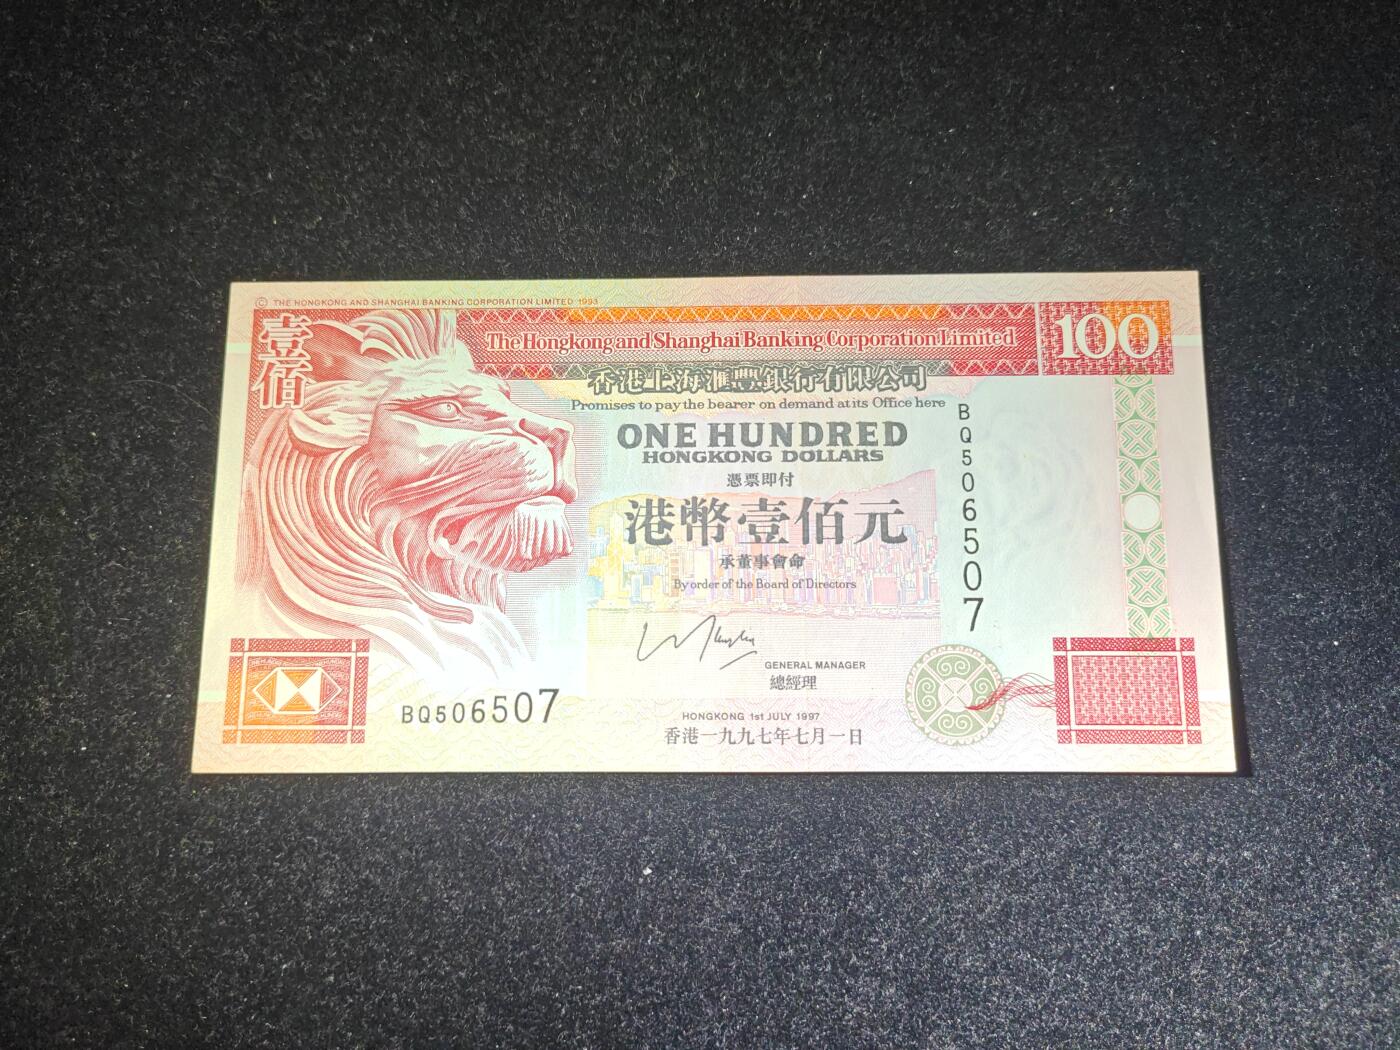 © THE HONGKONG AND SHANGHAI BANKING CORPORATION LIMITED 1993
壹佰
The Hongkong and Shanghai Banking Corporation Limited
100
香港上海滙豐銀行有限公司
Promises to pay the bearer on demand at its Office here
ONE HUNDRED
HONGKONG DOLLARS
憑票即付
港幣壹佰元
承董事會命
By order of the Board of Directors
BQ506507
GENERAL MANAGER
總經理
BQ506507
HONGKONG 1st JULY 1997
香港一九九七年七月一日